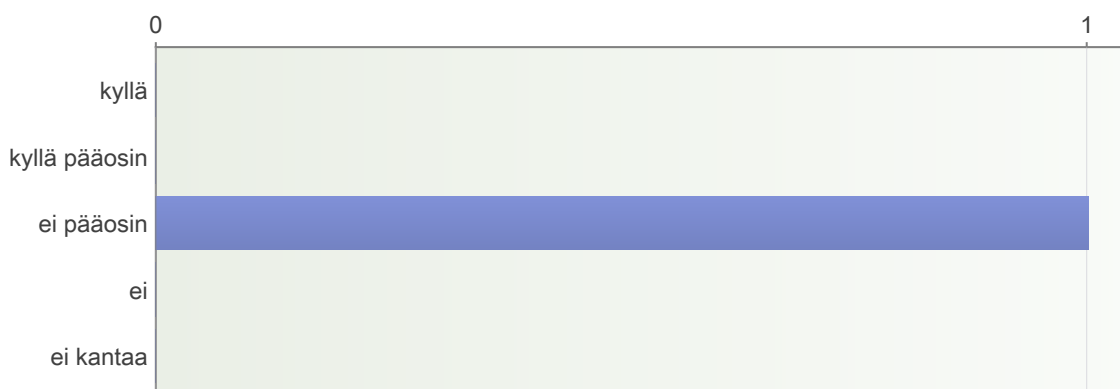 0 1
kyllä
kyllä pääosin
ei pääosin
ei
ei kantaa